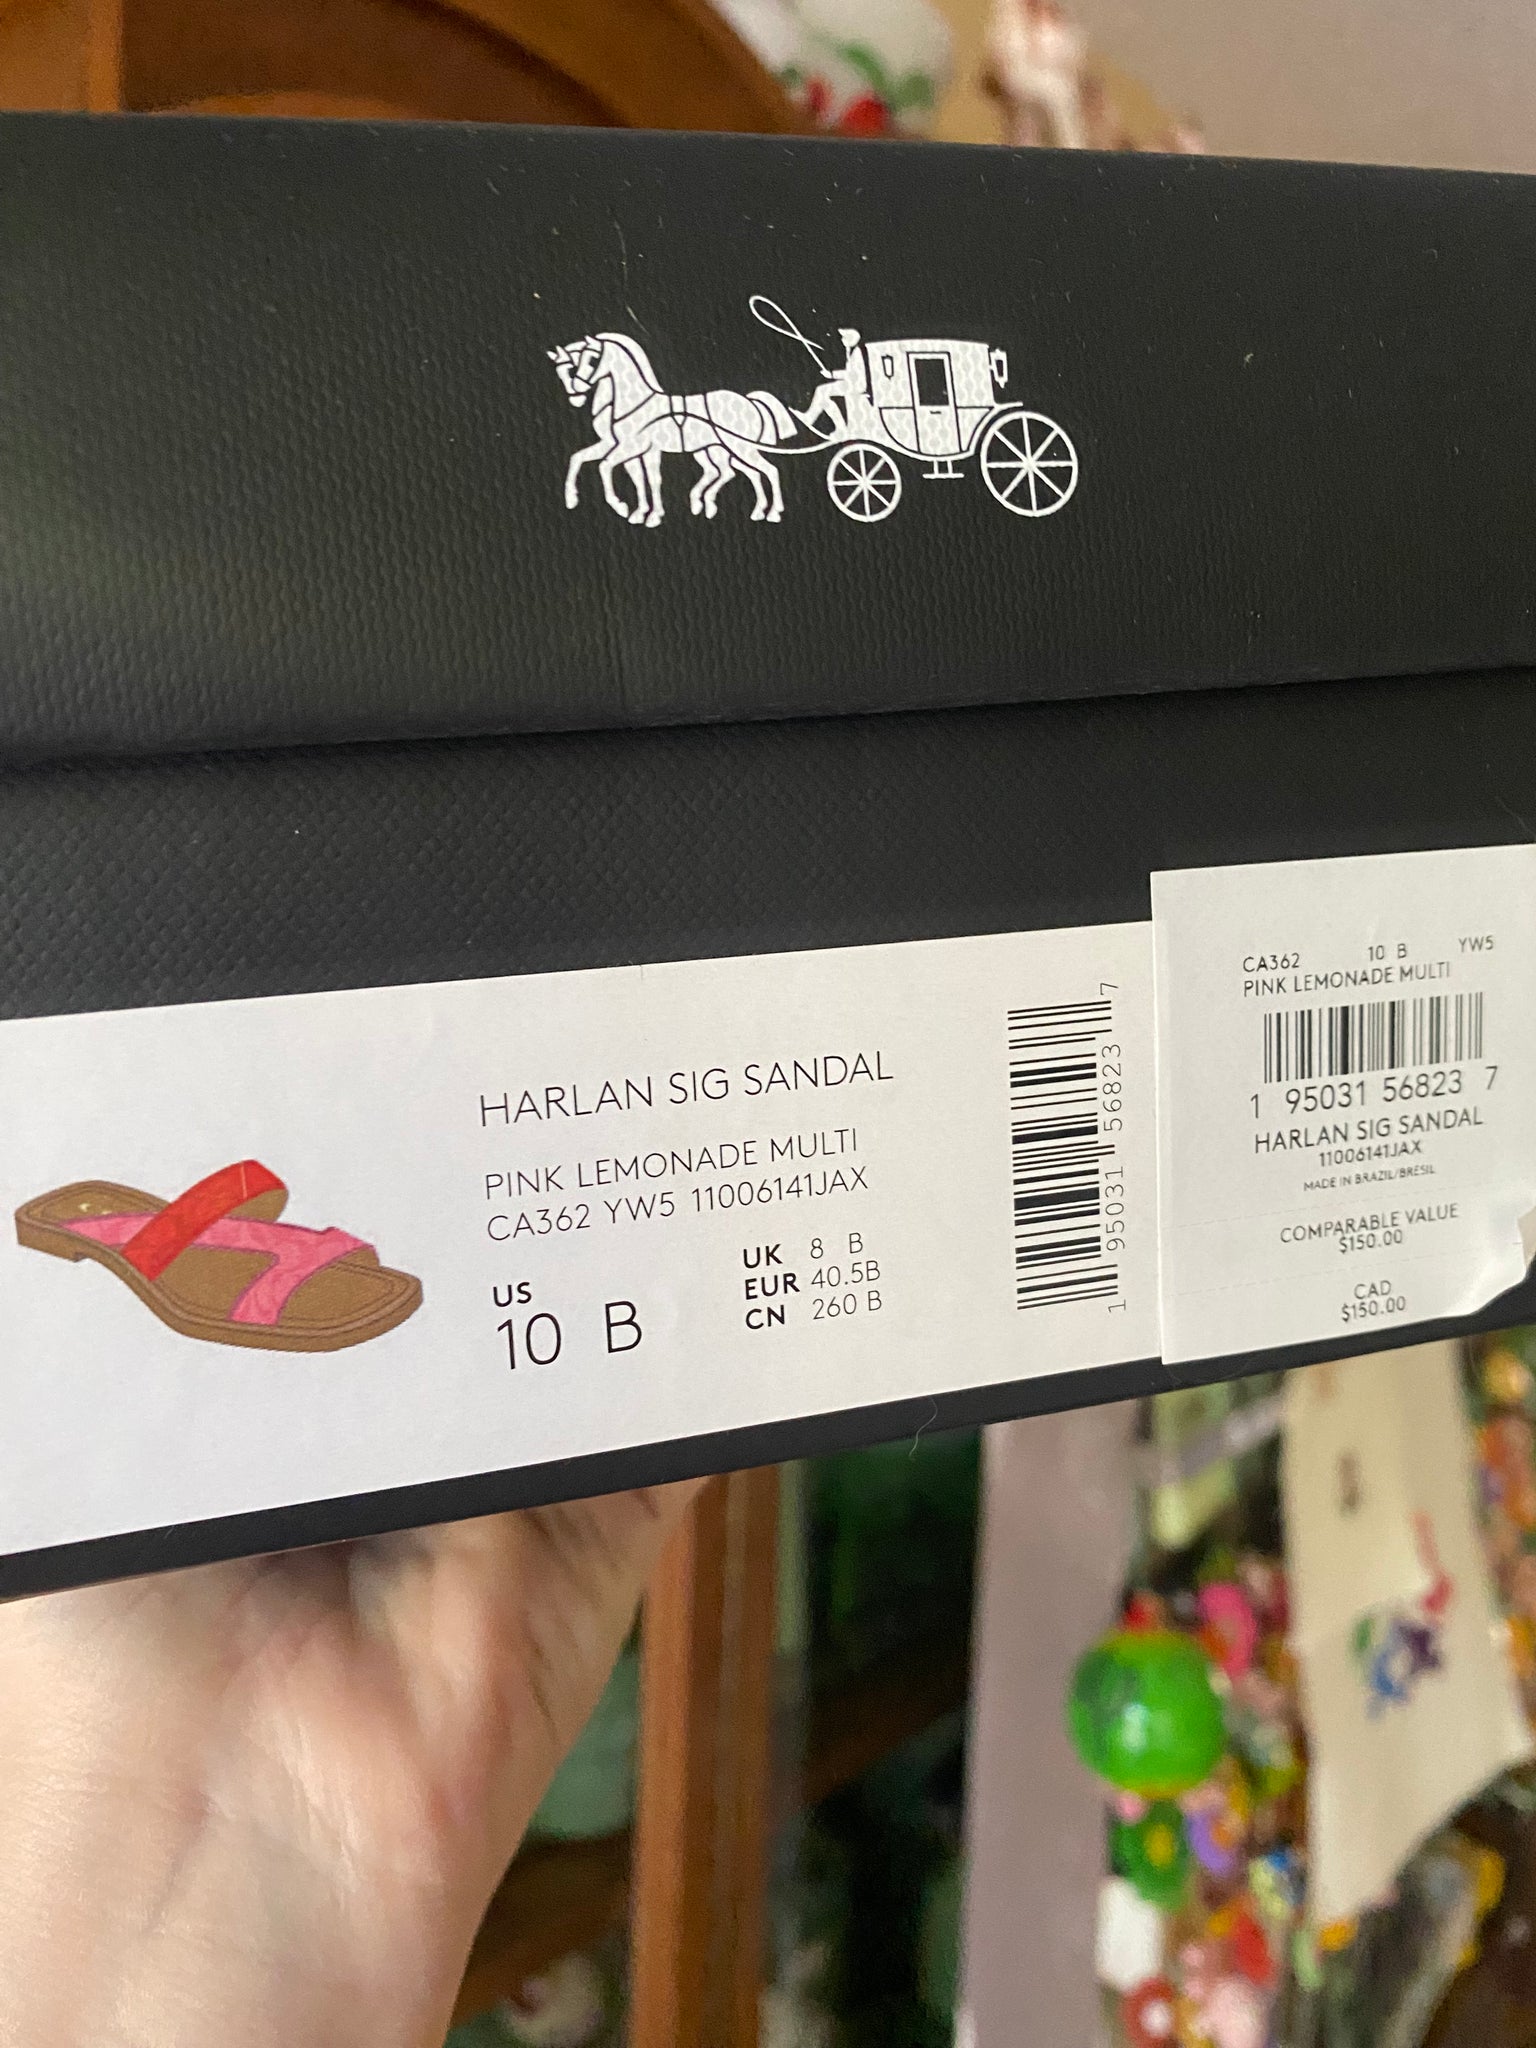 HARLAN SIG SANDAL
PINK LEMONADE MULTI
CA362 YW5 11006141JAX
US
10 B
UK 8 B
EUR 40.5B
CN 260 B
1 95031 56823 7
CA362 10 B YW5
PINK LEMONADE MULTI
1 95031 56823 7
HARLAN SIG SANDAL
11006141JAX
MADE IN BRAZIL/BRESIL
COMPARABLE VALUE
$150.00
CAD
$150.00